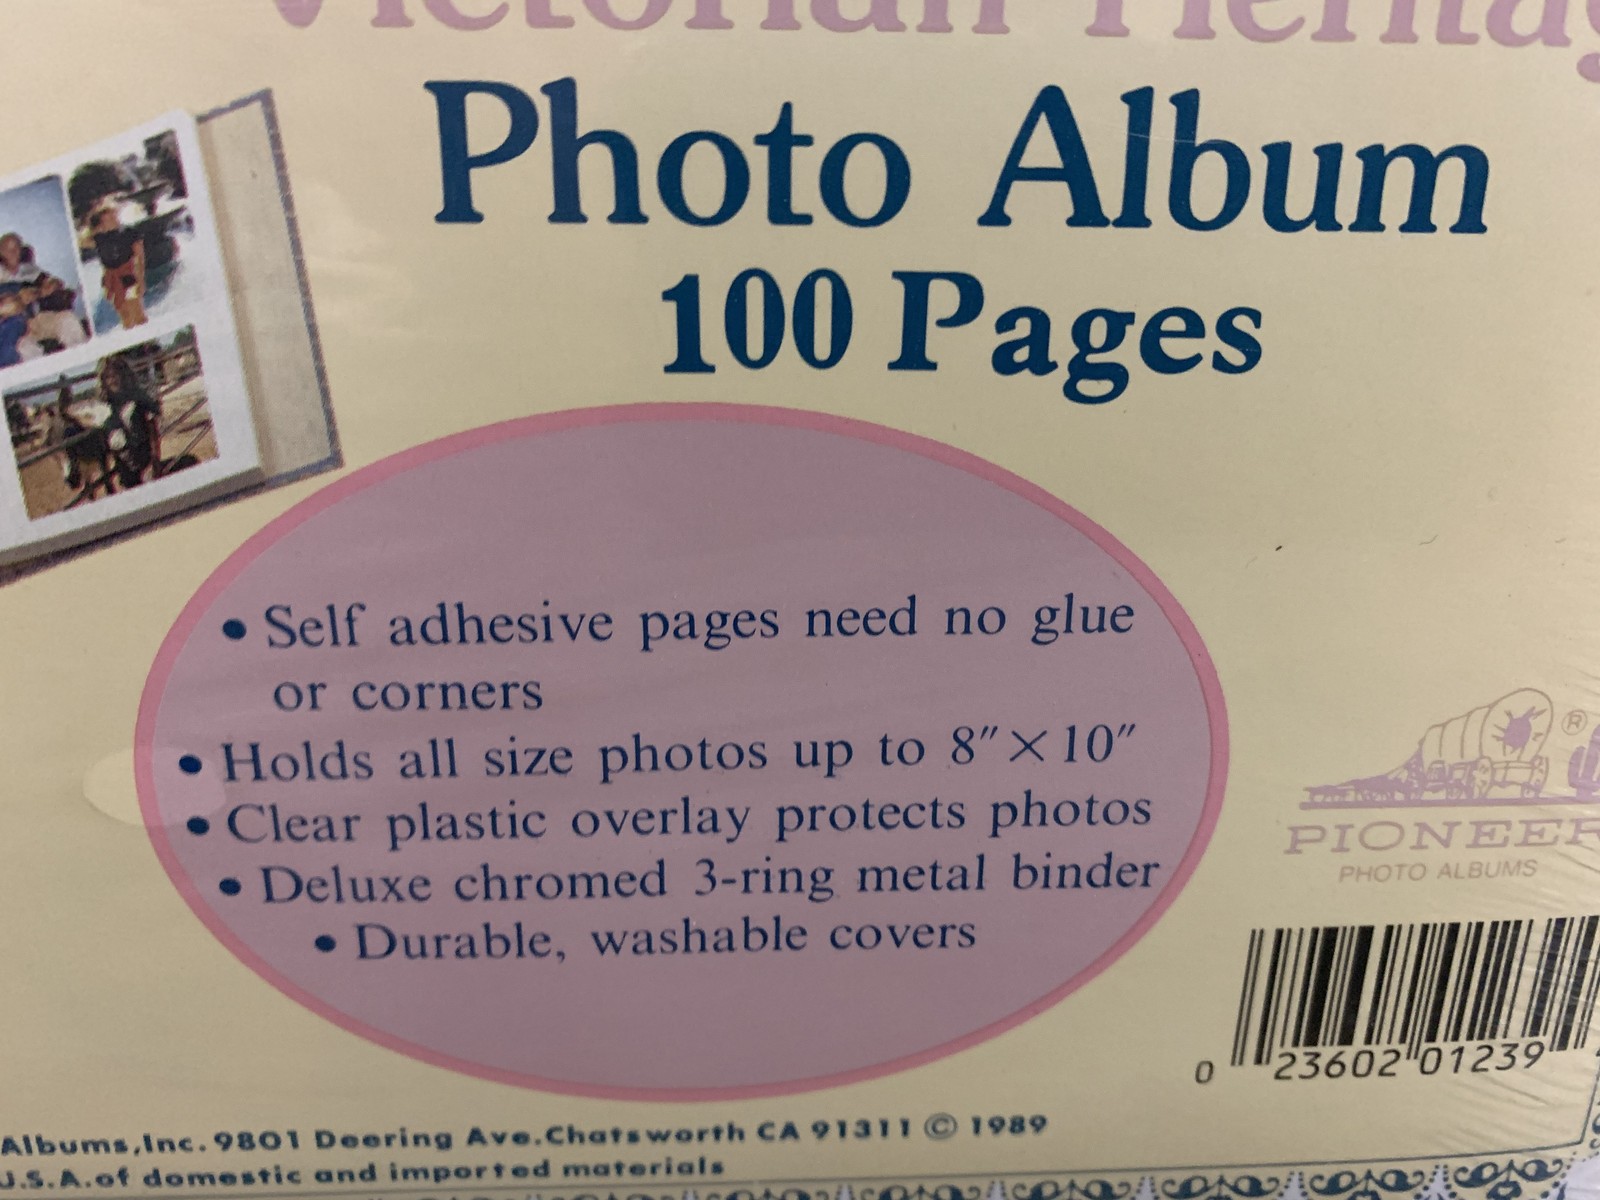 Victorian Heritag
Photo Album
100 Pages
• Self adhesive pages need no glue
or corners
• Holds all size photos up to 8″×10″
• Clear plastic overlay protects photos
• Deluxe chromed 3-ring metal binder
• Durable, washable covers
®
PIONEER
PHOTO ALBUMS
0 23602 01239
Albums,Inc. 9801 Deering Ave.Chatsworth CA 91311 © 1989
U.S.A.of domestic and imported materials